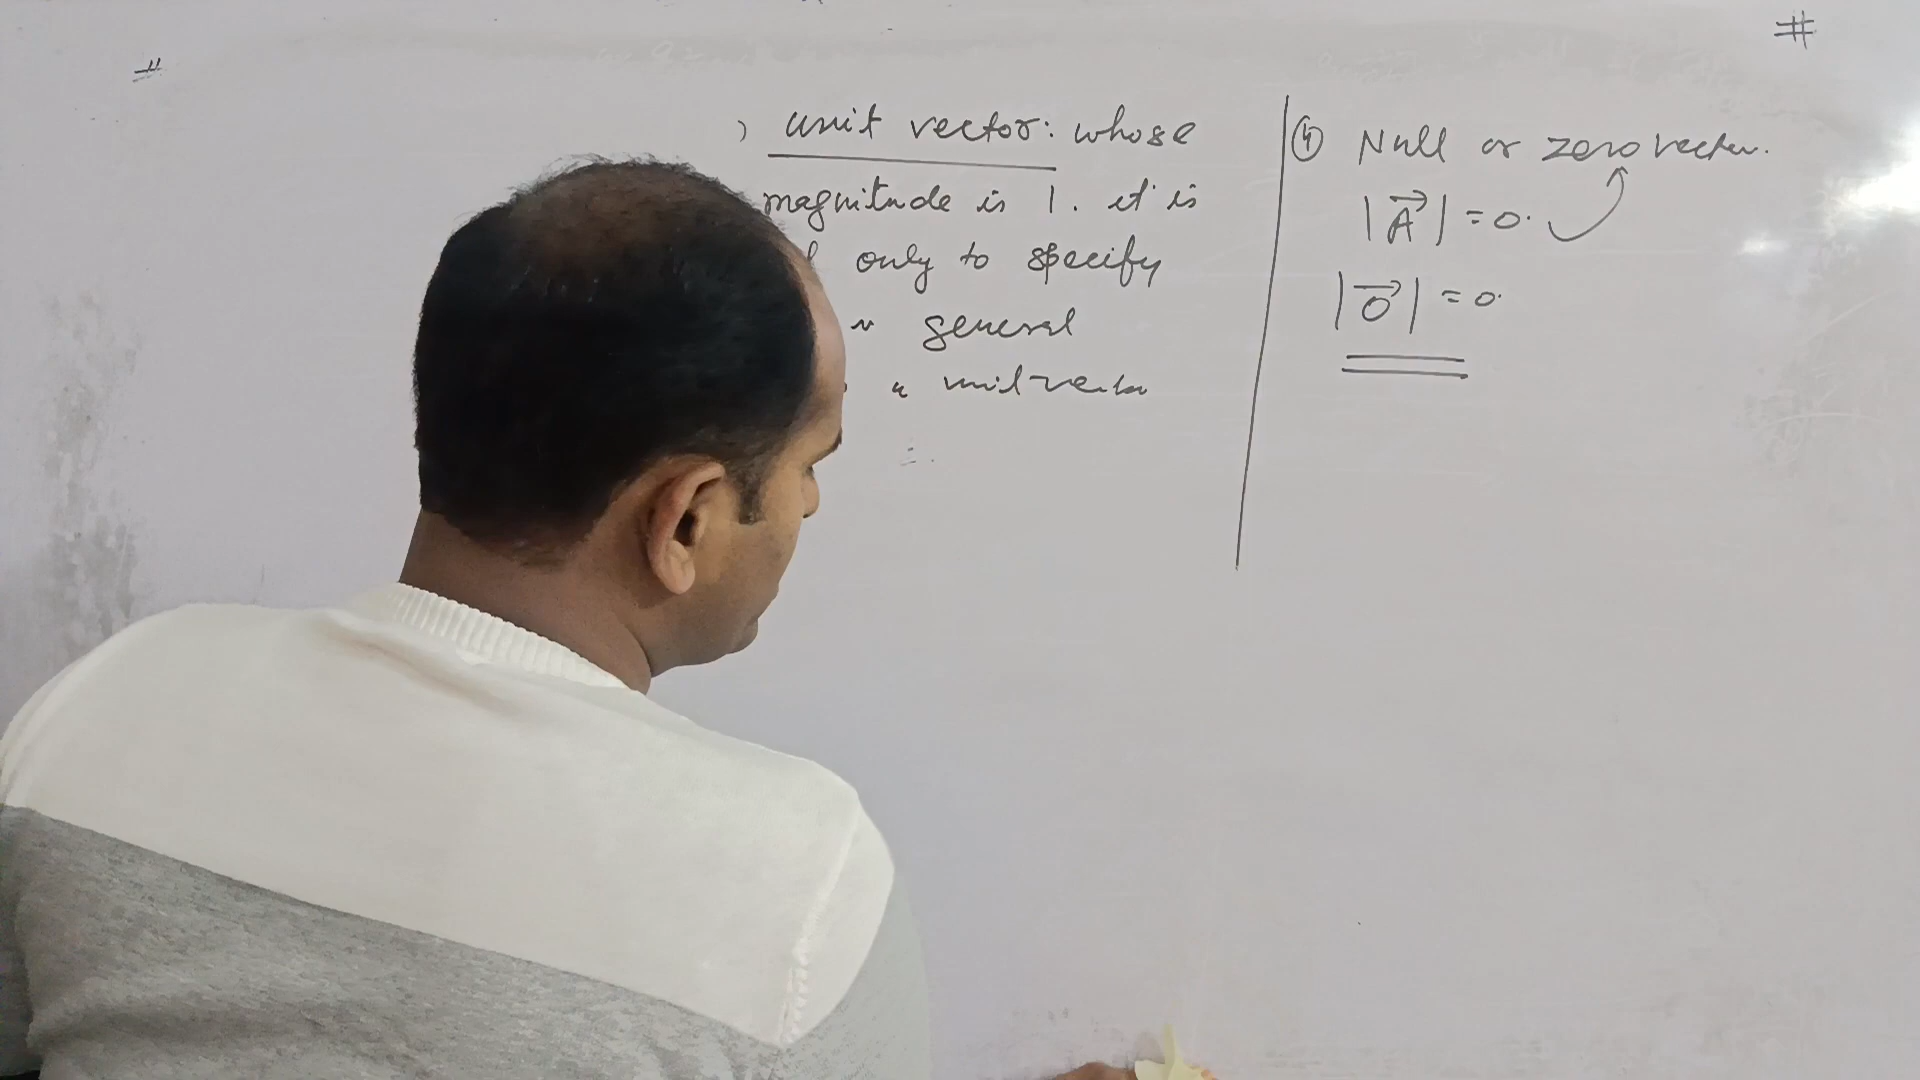 #
unit vector: whose
magnitude is 1. it is
only to specify
general
unit vector
④ Null or zero vector.
|A⃗| = 0.
|0⃗| = 0.